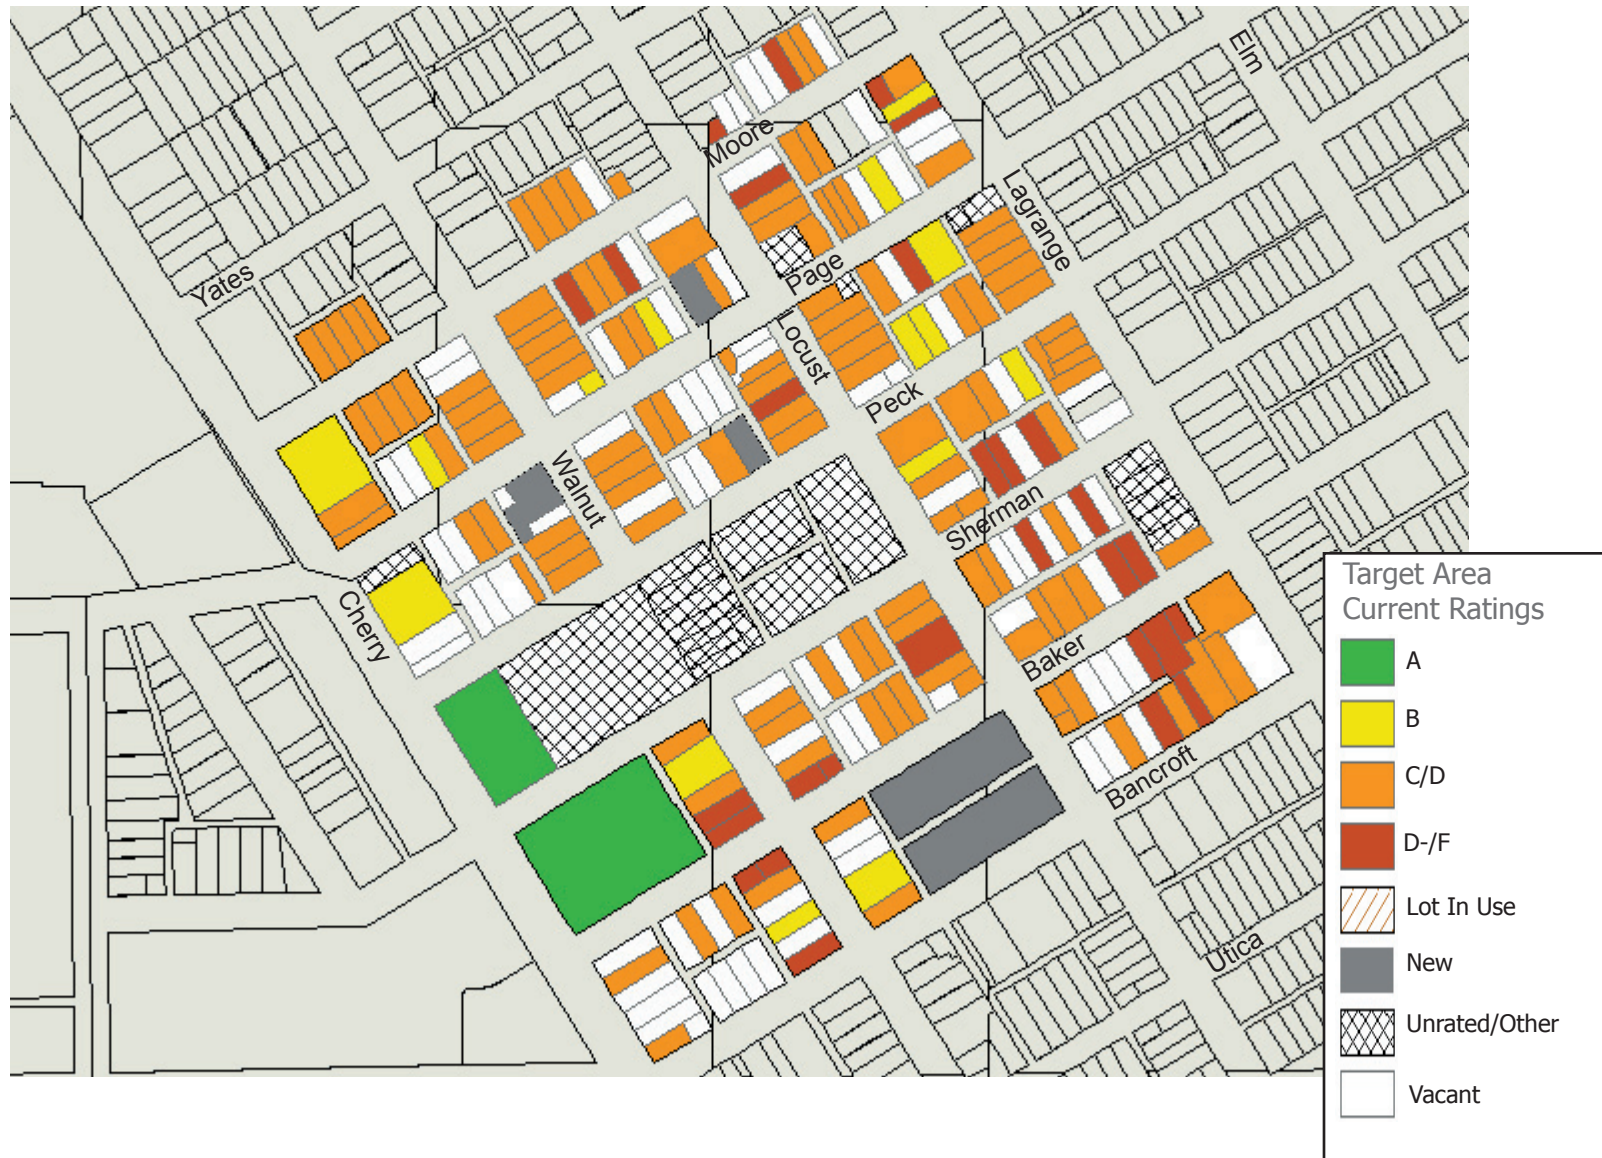 Elm
Moore
Lagrange
Page
Yates
Locust
Peck
Walnut
Sherman
Cherry
Baker
Bancroft
Utica
Target Area
Current Ratings
A
B
C/D
D-/F
Lot In Use
New
Unrated/Other
Vacant